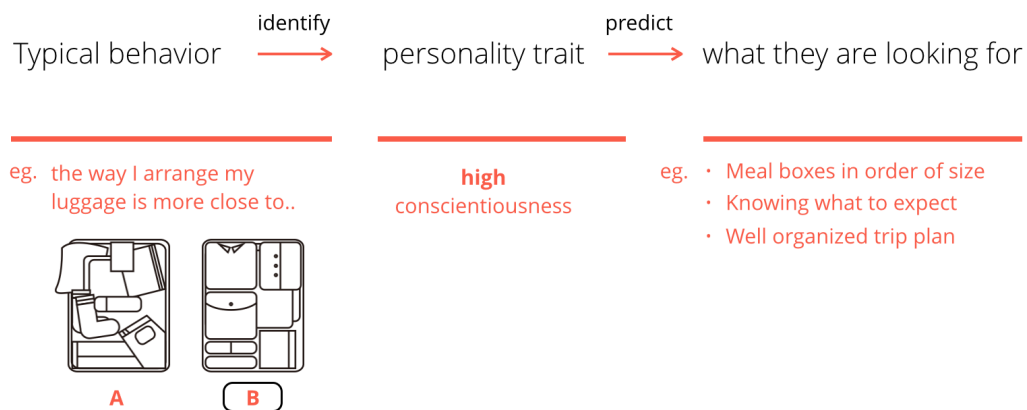 identify
predict
Typical behavior
personality trait
what they are looking for
eg. the way I arrange my
luggage is more close to..
high
conscientiousness
eg. · Meal boxes in order of size
· Knowing what to expect
· Well organized trip plan
A
B